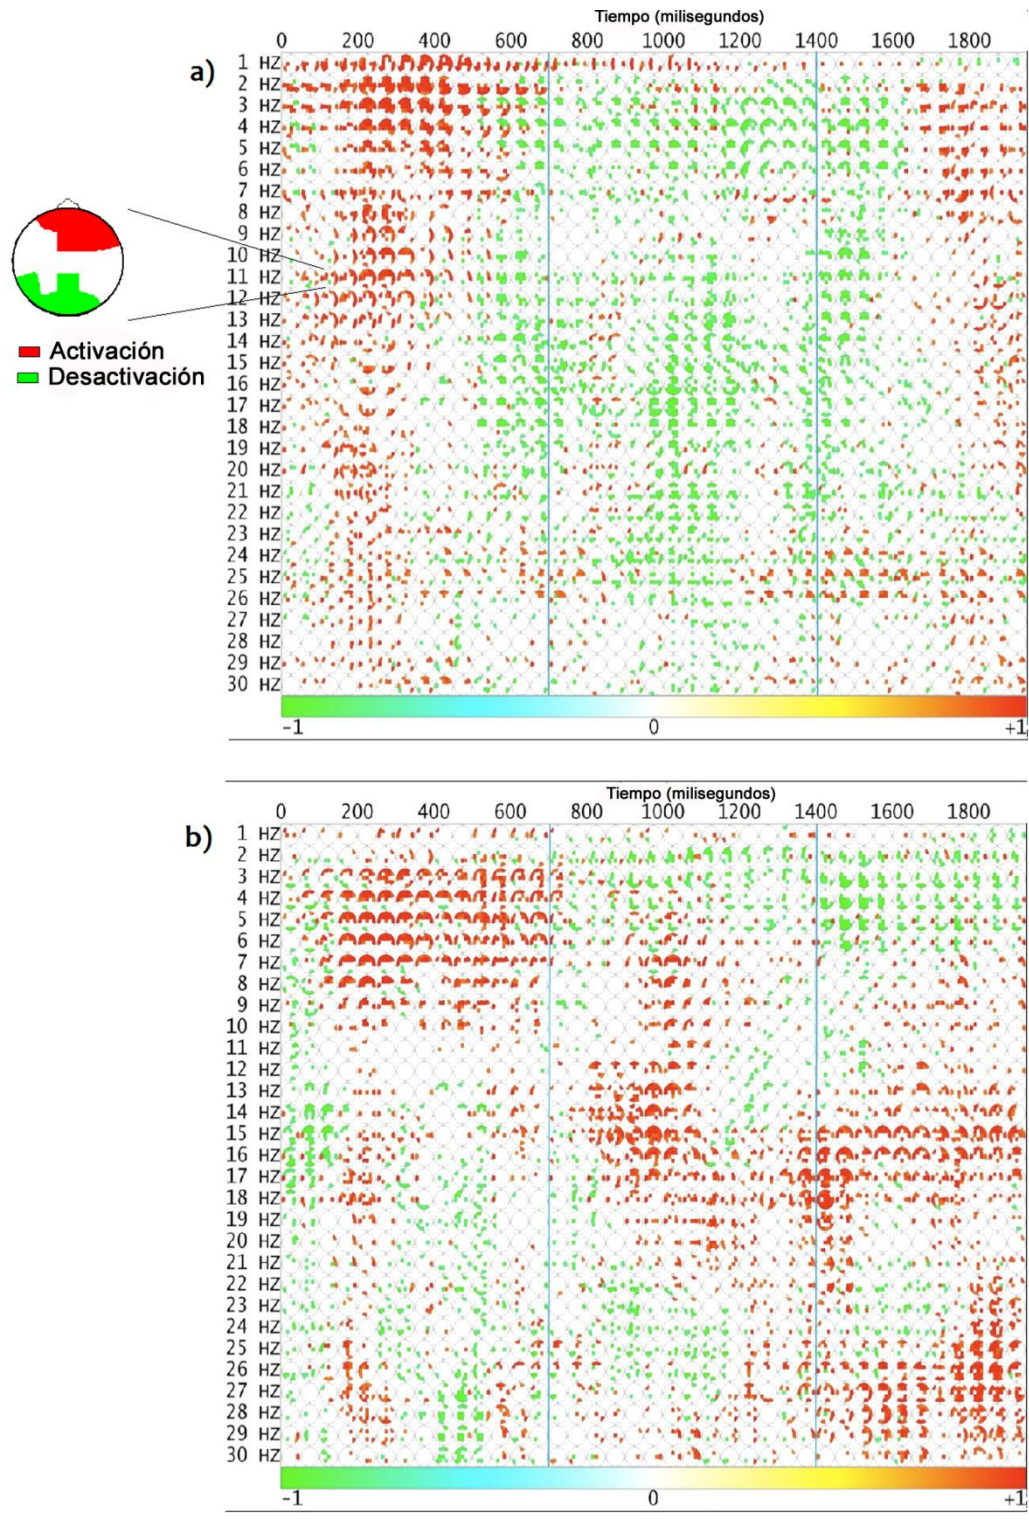 Tiempo (milisegundos)
0 200 400 600 800 1000 1200 1400 1600 1800
a)
1 HZ
2 HZ
3 HZ
4 HZ
5 HZ
6 HZ
7 HZ
8 HZ
9 HZ
10 HZ
11 HZ
12 HZ
13 HZ
14 HZ
15 HZ
16 HZ
17 HZ
18 HZ
19 HZ
20 HZ
21 HZ
22 HZ
23 HZ
24 HZ
25 HZ
26 HZ
27 HZ
28 HZ
29 HZ
30 HZ
Activación
Desactivación
-1 0 +1
Tiempo (milisegundos)
0 200 400 600 800 1000 1200 1400 1600 1800
b)
1 HZ
2 HZ
3 HZ
4 HZ
5 HZ
6 HZ
7 HZ
8 HZ
9 HZ
10 HZ
11 HZ
12 HZ
13 HZ
14 HZ
15 HZ
16 HZ
17 HZ
18 HZ
19 HZ
20 HZ
21 HZ
22 HZ
23 HZ
24 HZ
25 HZ
26 HZ
27 HZ
28 HZ
29 HZ
30 HZ
-1 0 +1